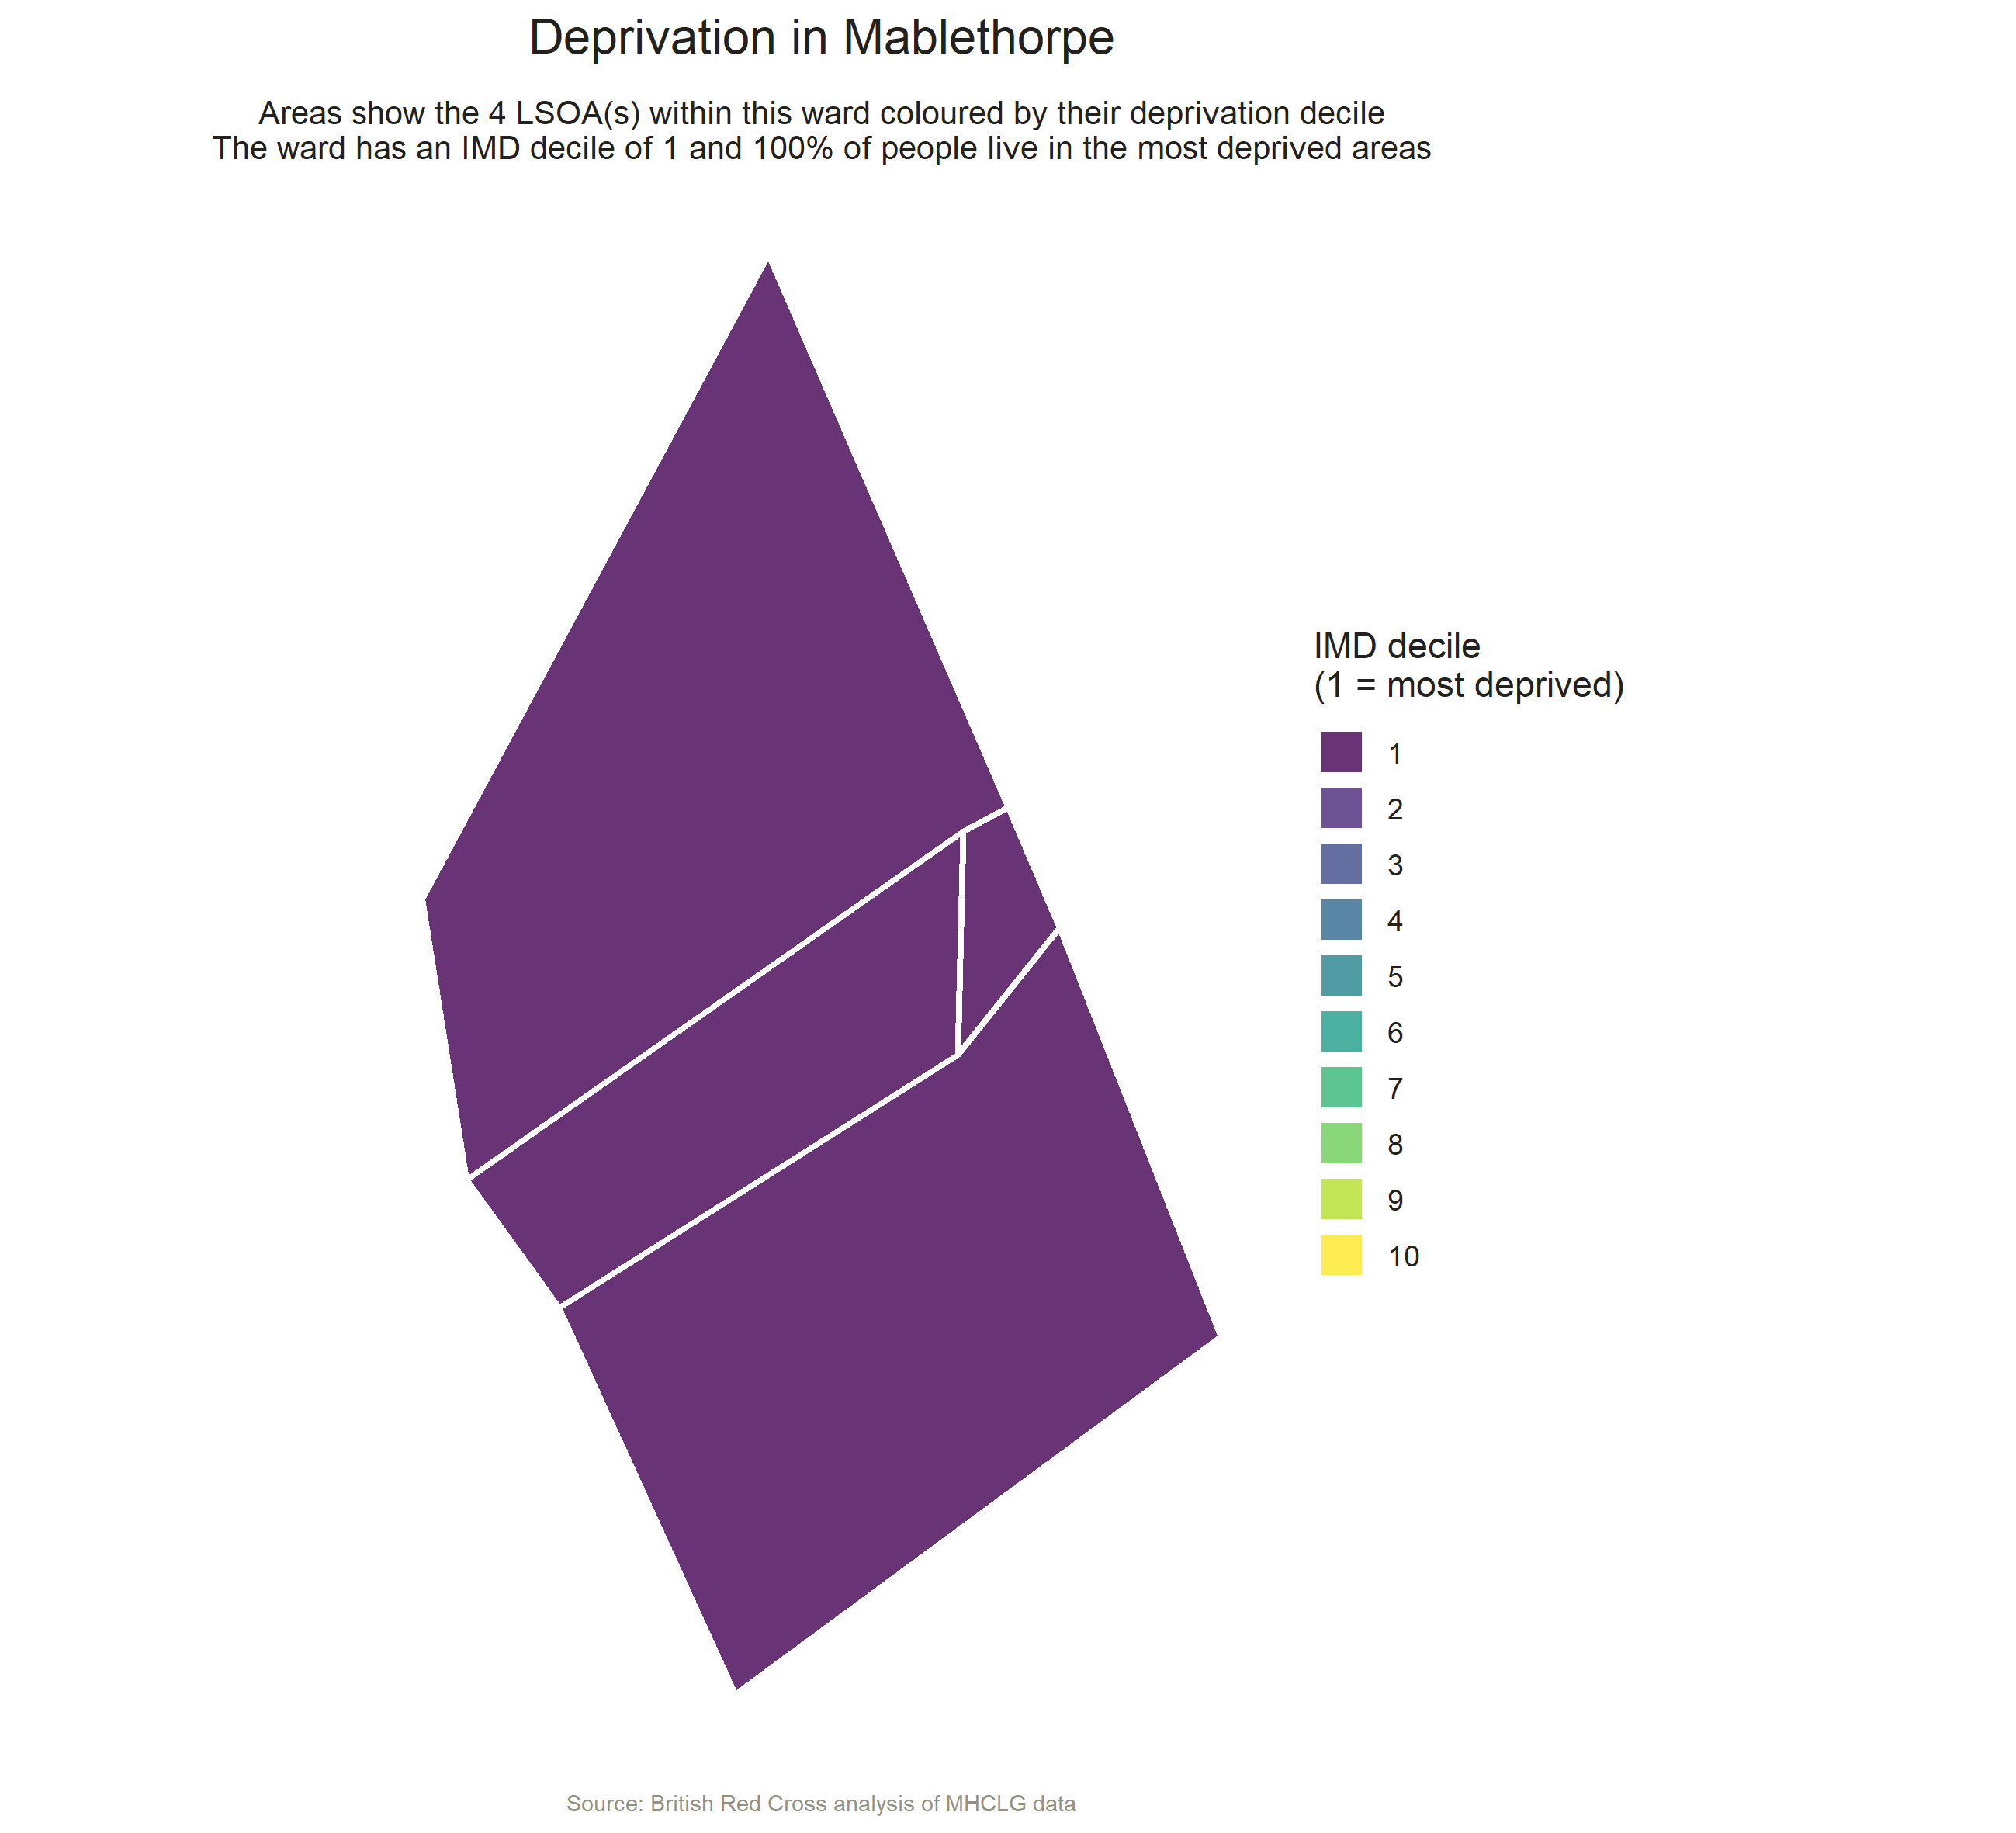 Deprivation in Mablethorpe
Areas show the 4 LSOA(s) within this ward coloured by their deprivation decile
The ward has an IMD decile of 1 and 100% of people live in the most deprived areas
IMD decile
(1 = most deprived)
1
2
3
4
5
6
7
8
9
10
Source: British Red Cross analysis of MHCLG data